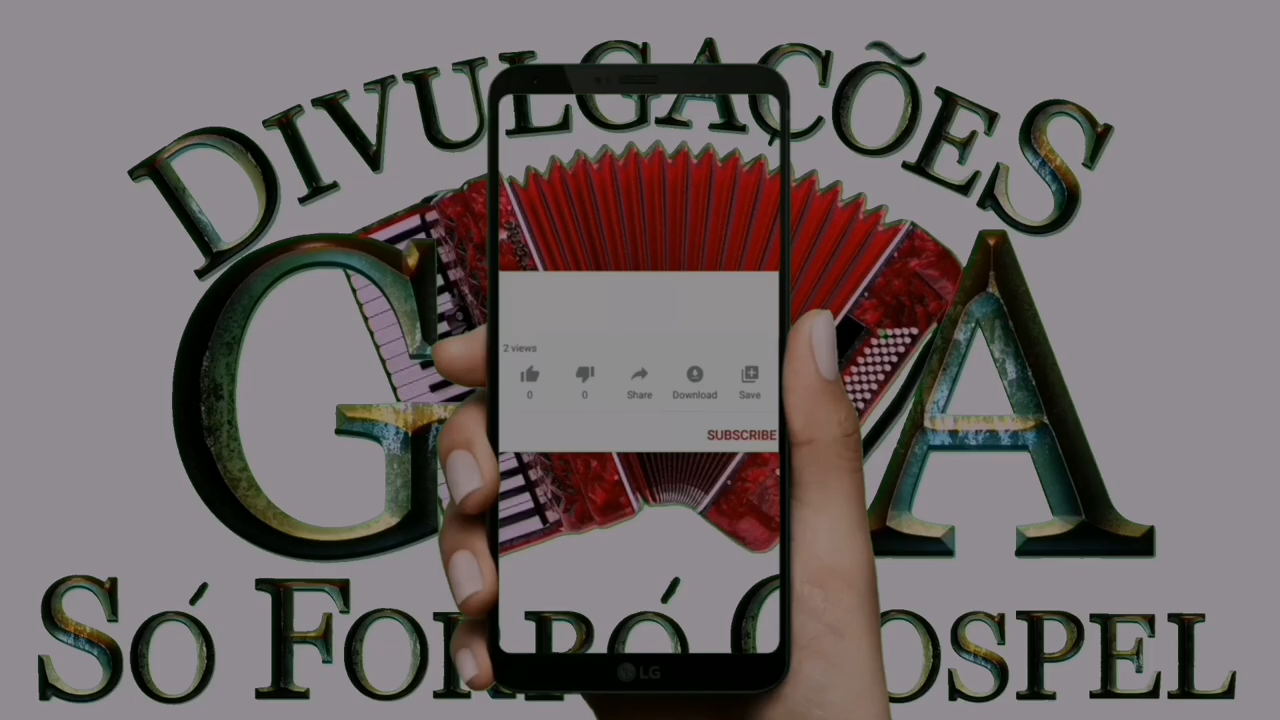 DIVULGAÇÕES
G A
2 views
0 0 Share Download Save
SUBSCRIBE
SÓ FORRÓ GOSPEL
LG